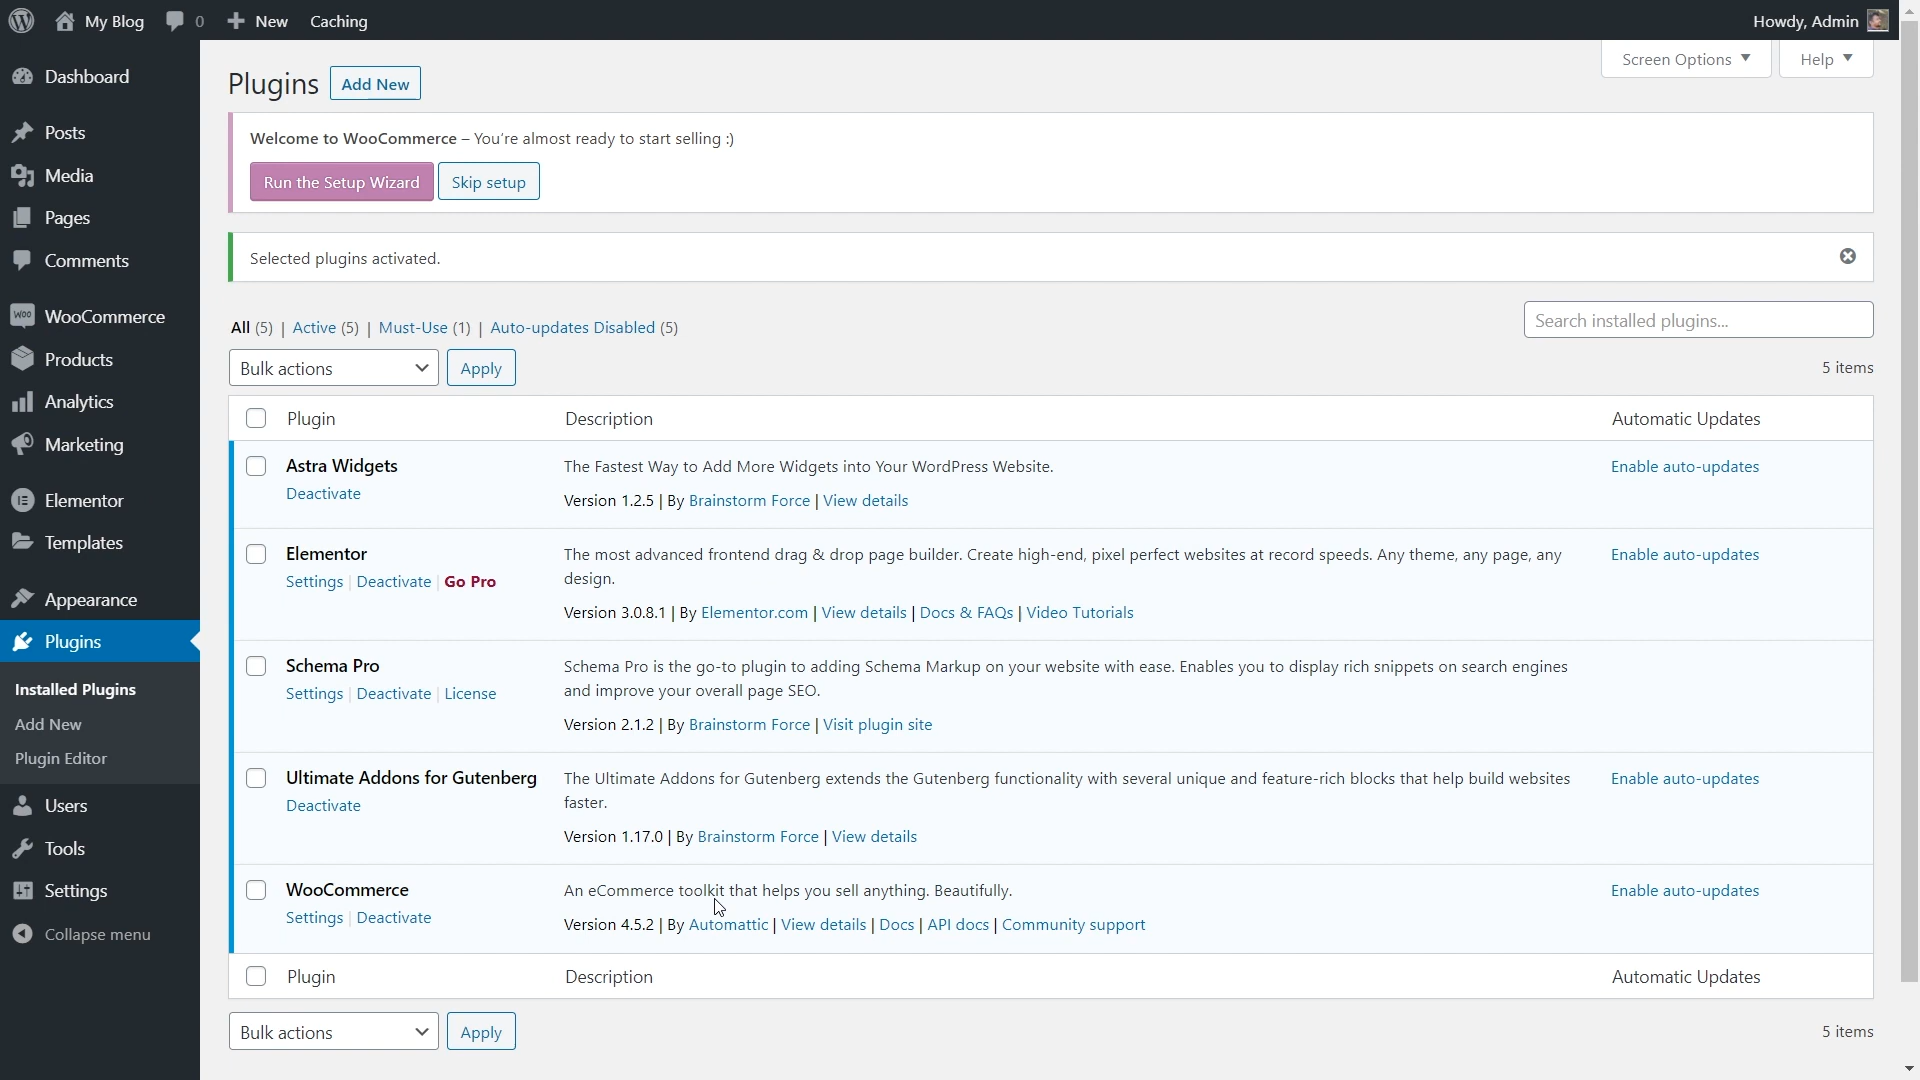 My Blog 0 New Caching Howdy, Admin
Screen Options Help
Dashboard
Posts
Media
Pages
Comments
WooCommerce
Products
Analytics
Marketing
Elementor
Templates
Appearance
Plugins
Installed Plugins
Add New
Plugin Editor
Users
Tools
Settings
Collapse menu
Plugins Add New
Welcome to WooCommerce – You're almost ready to start selling :)
Run the Setup Wizard Skip setup
Selected plugins activated.
All (5) | Active (5) | Must-Use (1) | Auto-updates Disabled (5)
Search installed plugins...
Bulk actions Apply 5 items
Plugin Description Automatic Updates
Astra Widgets The Fastest Way to Add More Widgets into Your WordPress Website. Enable auto-updates
Deactivate
Version 1.2.5 | By Brainstorm Force | View details
Elementor The most advanced frontend drag & drop page builder. Create high-end, pixel perfect websites at record speeds. Any theme, any page, any Enable auto-updates
Settings | Deactivate | Go Pro design.
Version 3.0.8.1 | By Elementor.com | View details | Docs & FAQs | Video Tutorials
Schema Pro Schema Pro is the go-to plugin to adding Schema Markup on your website with ease. Enables you to display rich snippets on search engines
Settings | Deactivate | License and improve your overall page SEO.
Version 2.1.2 | By Brainstorm Force | Visit plugin site
Ultimate Addons for Gutenberg The Ultimate Addons for Gutenberg extends the Gutenberg functionality with several unique and feature-rich blocks that help build websites Enable auto-updates
Deactivate faster.
Version 1.17.0 | By Brainstorm Force | View details
WooCommerce An eCommerce toolkit that helps you sell anything. Beautifully. Enable auto-updates
Settings | Deactivate
Version 4.5.2 | By Automattic | View details | Docs | API docs | Community support
Plugin Description Automatic Updates
Bulk actions Apply 5 items